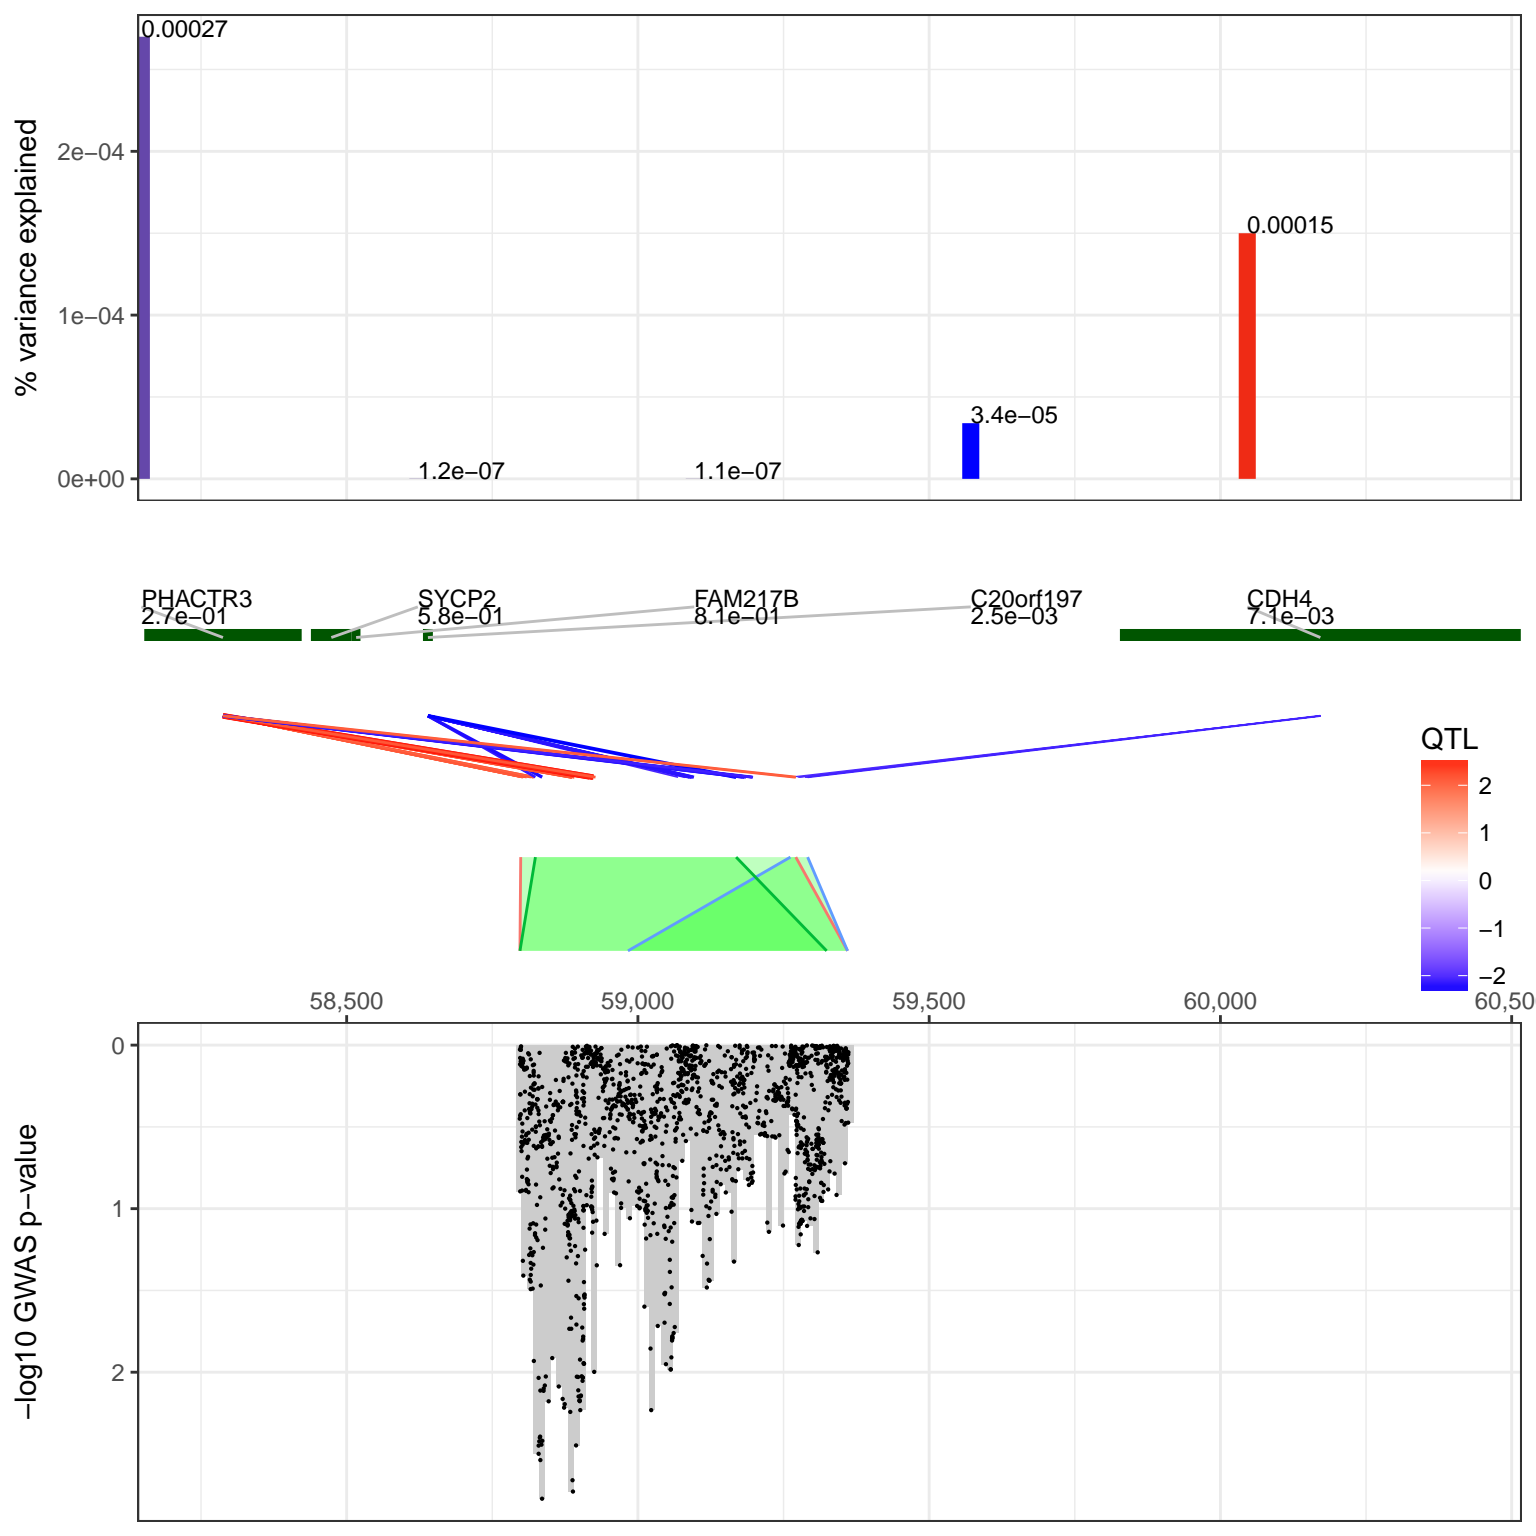 0.00027
% variance explained
2e−04
1e−04
0e+00
0.00015
3.4e−05
1.2e−07
1.1e−07
PHACTR3
2.7e−01
SYCP2
5.8e−01
FAM217B
8.1e−01
C20orf197
2.5e−03
CDH4
7.1e−03
QTL
2
1
0
−1
−2
58,500
59,000
59,500
60,000
60,50
−log10 GWAS p−value
0
1
2